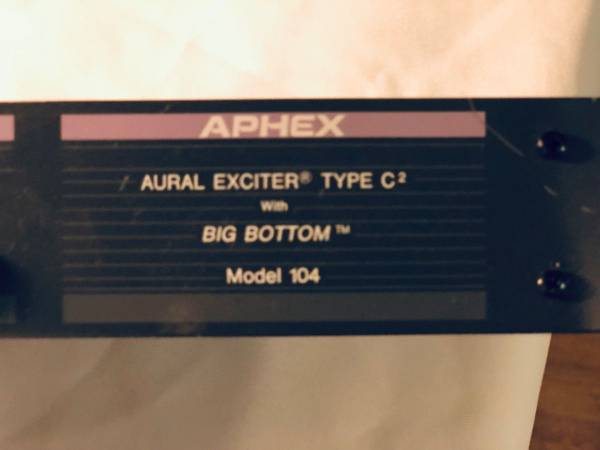 APHEX
AURAL EXCITER® TYPE C²
With
BIG BOTTOM™
Model 104